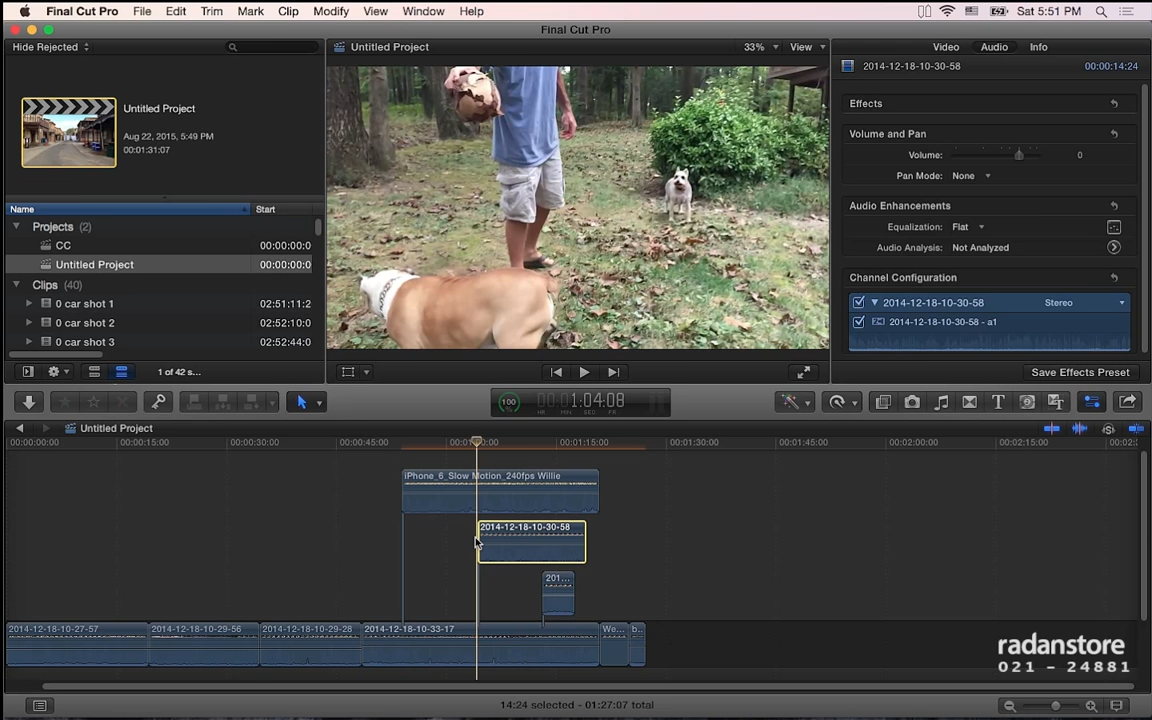 Final Cut Pro File Edit Trim Mark Clip Modify View Window Help Sat 5:51 PM
Final Cut Pro
Hide Rejected
Untitled Project 33% View
Video Audio Info
2014-12-18-10-30-58 00:00:14:24
Untitled Project
Aug 22, 2015, 5:49 PM
00:01:31:07
Effects
Volume and Pan
Volume: 0
Pan Mode: None
Audio Enhancements
Equalization: Flat
Audio Analysis: Not Analyzed
Channel Configuration
2014-12-18-10-30-58 Stereo
2014-12-18-10-30-58 - a1
Name Start
Projects (2)
CC 00:00:00:0
Untitled Project 00:00:00:0
Clips (40)
0 car shot 1 02:51:11:2
0 car shot 2 02:52:10:0
0 car shot 3 02:52:44:0
1 of 42 s...
Save Effects Preset
100 1:04:08
HR MIN SEC FR
Untitled Project
00:00:00:00 00:00:15:00 00:00:30:00 00:00:45:00 00:01:15:00 00:01:30:00 00:01:45:00 00:02:00:00 00:02:15:00
iPhone_6_Slow Motion_240fps Willie
2014-12-18-10-30-58
201...
2014-12-18-10-27-57 2014-12-18-10-29-56 2014-12-18-10-29-28 2014-12-18-10-33-17 We... b...
radanstore
021 - 24881
14:24 selected - 01:27:07 total